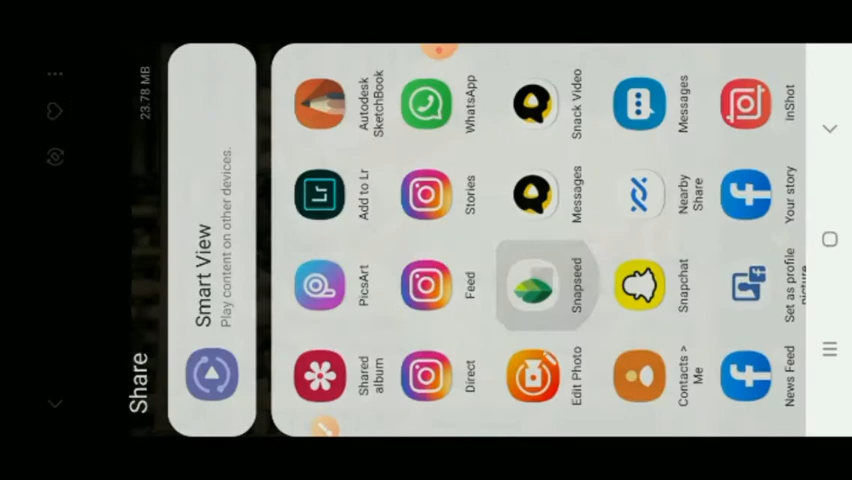 Share
23.78 MB
Smart View
Play content on other devices.
Shared
album
PicsArt
Add to Lr
Autodesk
SketchBook
Direct
Feed
Stories
WhatsApp
Edit Photo
Snapseed
Messages
Snack Video
Contacts >
Me
Snapchat
Nearby
Share
Messages
News Feed
Set as profile
picture
Your story
InShot
Lr